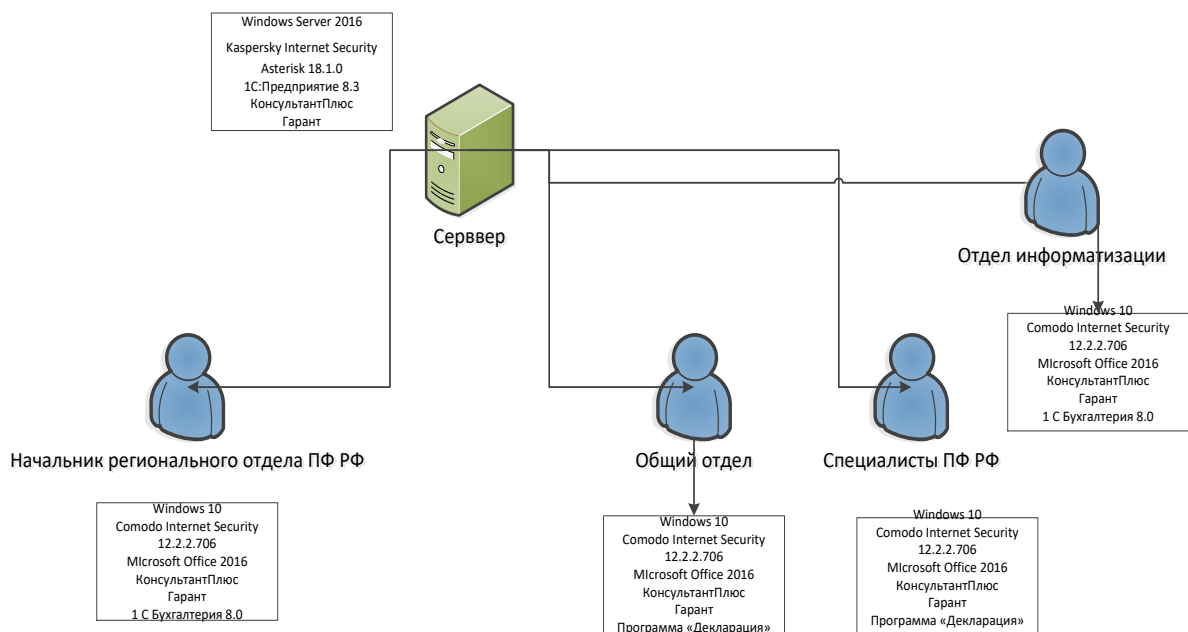 Windows Server 2016
Kaspersky Internet Security
Asterisk 18.1.0
1С:Предприятие 8.3
КонсультантПлюс
Гарант
Серввер
Отдел информатизации
Windows 10
Comodo Internet Security
12.2.2.706
MIcrosoft Office 2016
КонсультантПлюс
Гарант
1 С Бухгалтерия 8.0
Начальник регионального отдела ПФ РФ
Общий отдел
Специалисты ПФ РФ
Windows 10
Comodo Internet Security
12.2.2.706
MIcrosoft Office 2016
КонсультантПлюс
Гарант
1 С Бухгалтерия 8.0
Windows 10
Comodo Internet Security
12.2.2.706
MIcrosoft Office 2016
КонсультантПлюс
Гарант
Программа «Декларация»
Windows 10
Comodo Internet Security
12.2.2.706
MIcrosoft Office 2016
КонсультантПлюс
Гарант
Программа «Декларация»